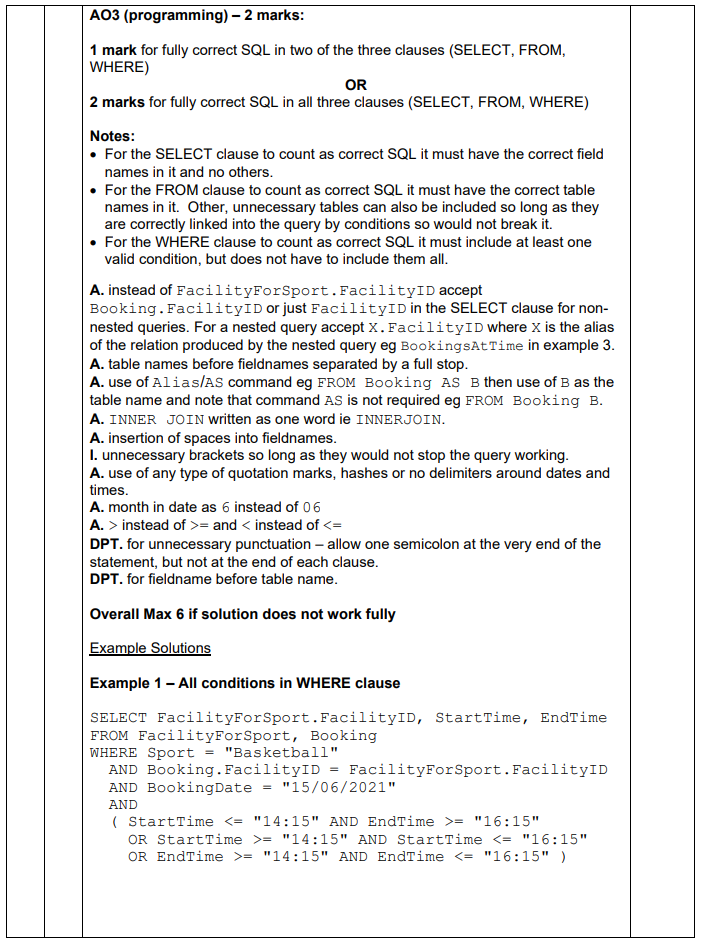 AO3 (programming) – 2 marks:
1 mark for fully correct SQL in two of the three clauses (SELECT, FROM,
WHERE)
OR
2 marks for fully correct SQL in all three clauses (SELECT, FROM, WHERE)
Notes:
• For the SELECT clause to count as correct SQL it must have the correct field
names in it and no others.
• For the FROM clause to count as correct SQL it must have the correct table
names in it.  Other, unnecessary tables can also be included so long as they
are correctly linked into the query by conditions so would not break it.
• For the WHERE clause to count as correct SQL it must include at least one
valid condition, but does not have to include them all.
A. instead of FacilityForSport.FacilityID accept
Booking.FacilityID or just FacilityID in the SELECT clause for non-
nested queries. For a nested query accept X.FacilityID where X is the alias
of the relation produced by the nested query eg BookingsAtTime in example 3.
A. table names before fieldnames separated by a full stop.
A. use of Alias/AS command eg FROM Booking AS B then use of B as the
table name and note that command AS is not required eg FROM Booking B.
A. INNER JOIN written as one word ie INNERJOIN.
A. insertion of spaces into fieldnames.
I. unnecessary brackets so long as they would not stop the query working.
A. use of any type of quotation marks, hashes or no delimiters around dates and
times.
A. month in date as 6 instead of 06
A. > instead of >= and < instead of <=
DPT. for unnecessary punctuation – allow one semicolon at the very end of the
statement, but not at the end of each clause.
DPT. for fieldname before table name.
Overall Max 6 if solution does not work fully
Example Solutions
Example 1 – All conditions in WHERE clause
SELECT FacilityForSport.FacilityID, StartTime, EndTime
FROM FacilityForSport, Booking
WHERE Sport = "Basketball"
AND Booking.FacilityID = FacilityForSport.FacilityID
AND BookingDate = "15/06/2021"
AND
( StartTime <= "14:15" AND EndTime >= "16:15"
OR StartTime >= "14:15" AND StartTime <= "16:15"
OR EndTime >= "14:15" AND EndTime <= "16:15" )